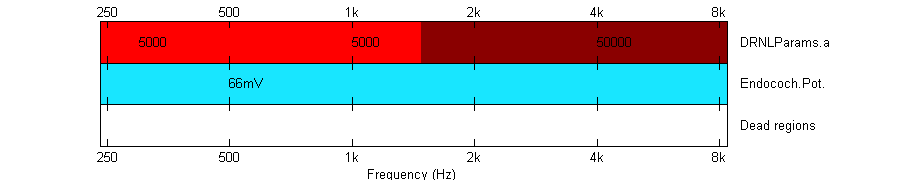 250 500 1k 2k 4k 8k
5000 5000 50000 DRNLParams.a
66mV Endococh.Pot.
Dead regions
250 500 1k 2k 4k 8k
Frequency (Hz)